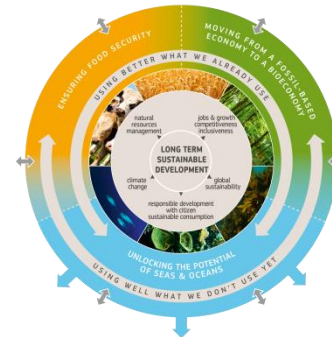 ENSURING FOOD SECURITY
MOVING FROM A FOSSIL-BASED
ECONOMY TO A BIOECONOMY
USING BETTER WHAT WE ALREADY USE
natural
resources
management
jobs & growth
competitiveness
inclusiveness
LONG TERM
SUSTAINABLE
DEVELOPMENT
climate
change
global
sustainability
responsible development
with citizen
sustainable consumption
UNLOCKING THE POTENTIAL
OF SEAS & OCEANS
USING WELL WHAT WE DON'T USE YET